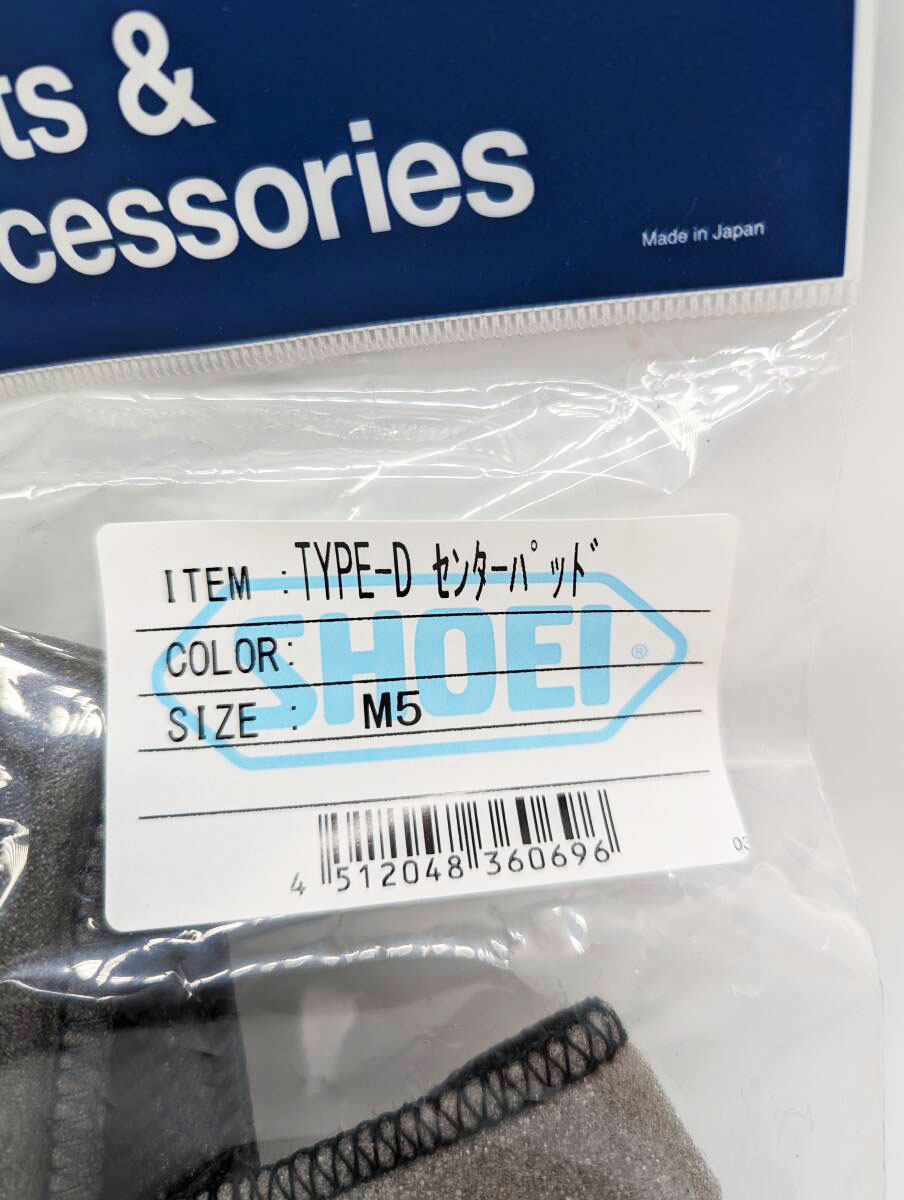 ts &
cessories
Made in Japan
ITEM : TYPE-D ｾﾝﾀｰﾊﾟｯﾄﾞ
SHOEI®
COLOR:
SIZE : M5
4 512048 360696
03